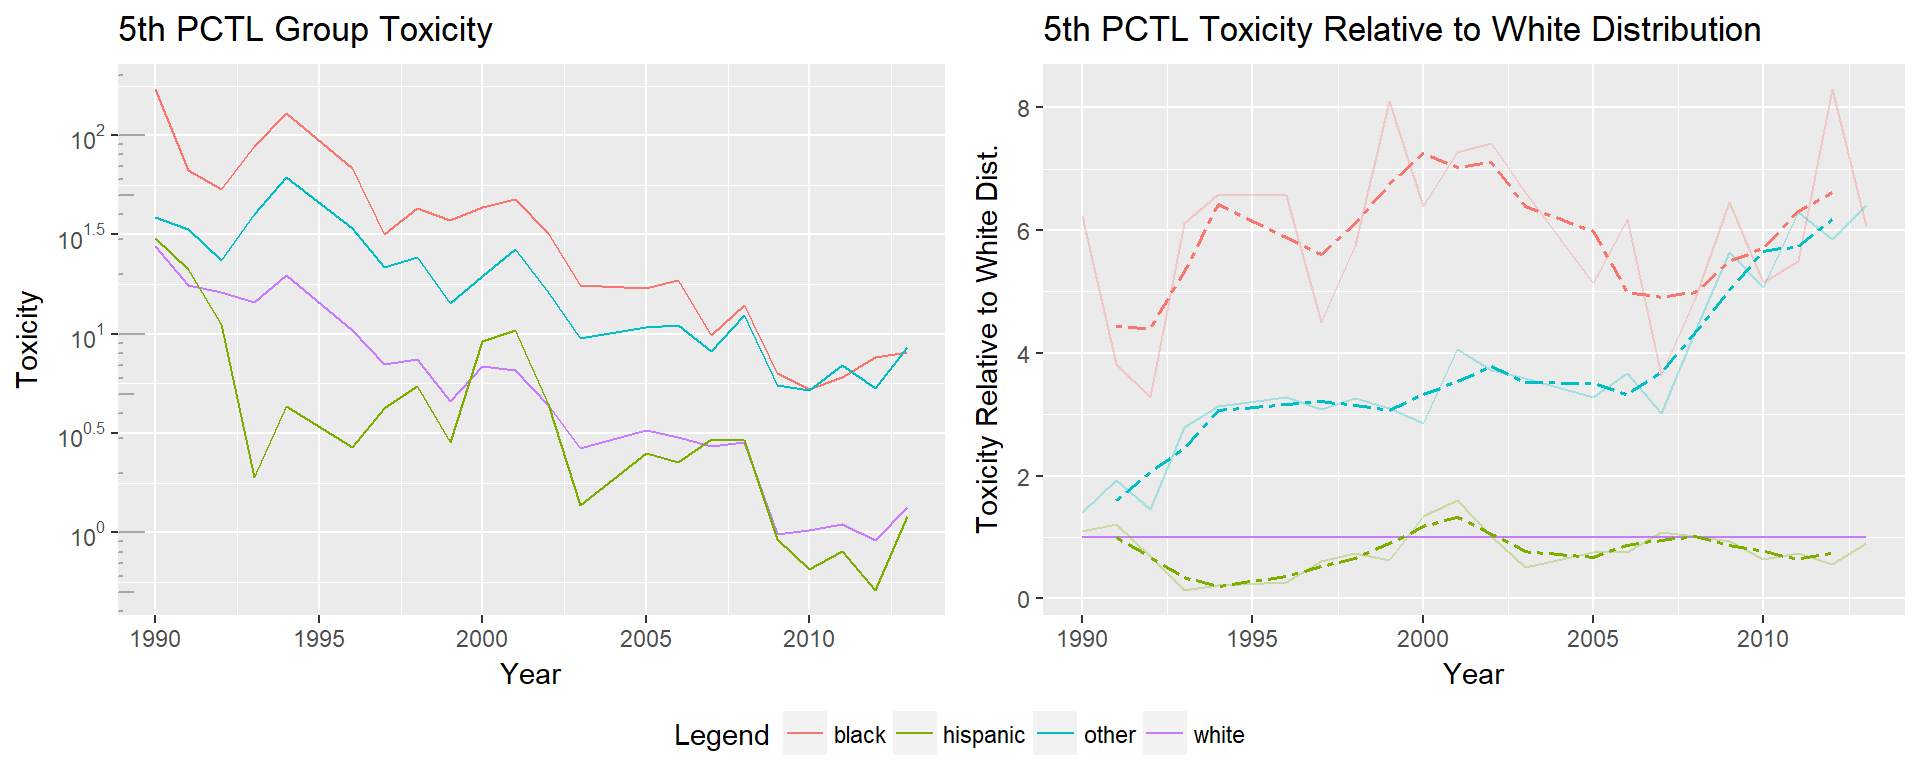 5th PCTL Group Toxicity
Toxicity
10^2
10^1.5
10^1
10^0.5
10^0
1990 1995 2000 2005 2010
Year
5th PCTL Toxicity Relative to White Distribution
Toxicity Relative to White Dist.
8
6
4
2
0
1990 1995 2000 2005 2010
Year
Legend black hispanic other white